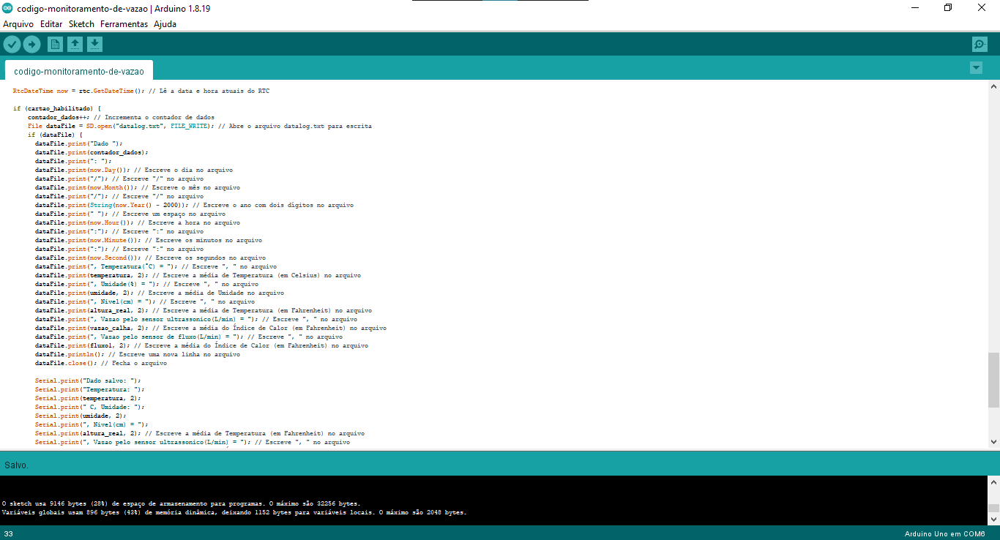 codigo-monitoramento-de-vazao | Arduino 1.8.19
Arquivo Editar Sketch Ferramentas Ajuda
codigo-monitoramento-de-vazao
RtcDateTime now = rtc.GetDateTime(); // Lê a data e hora atuais do RTC
if (cartao_habilitado) {
contador_dados++; // Incrementa o contador de dados
File dataFile = SD.open("datalog.txt", FILE_WRITE); // Abre o arquivo datalog.txt para escrita
if (dataFile) {
dataFile.print("Dado ");
dataFile.print(contador_dados);
dataFile.print(": ");
dataFile.print(now.Day()); // Escreve o dia no arquivo
dataFile.print("/"); // Escreve "/" no arquivo
dataFile.print(now.Month()); // Escreve o mês no arquivo
dataFile.print("/"); // Escreve "/" no arquivo
dataFile.print(String(now.Year() - 2000)); // Escreve o ano com dois dígitos no arquivo
dataFile.print(" "); // Escreve um espaço no arquivo
dataFile.print(now.Hour()); // Escreve a hora no arquivo
dataFile.print(":"); // Escreve ":" no arquivo
dataFile.print(now.Minute()); // Escreve os minutos no arquivo
dataFile.print(":"); // Escreve ":" no arquivo
dataFile.print(now.Second()); // Escreve os segundos no arquivo
dataFile.print(", Temperatura(°C) = "); // Escreve ", " no arquivo
dataFile.print(temperatura, 2); // Escreve a média de Temperatura (em Celsius) no arquivo
dataFile.print(", Umidade(%) = "); // Escreve ", " no arquivo
dataFile.print(umidade, 2); // Escreve a média de Umidade no arquivo
dataFile.print(", Nivel(cm) = "); // Escreve ", " no arquivo
dataFile.print(altura_real, 2); // Escreve a média de Temperatura (em Fahrenheit) no arquivo
dataFile.print(", Vasao pelo sensor ultrassonico(L/min) = "); // Escreve ", " no arquivo
dataFile.print(vasao_calha, 2); // Escreve a média do Índice de Calor (em Fahrenheit) no arquivo
dataFile.print(", Vasao pelo sensor de fluxo(L/min) = "); // Escreve ", " no arquivo
dataFile.print(fluxo1, 2); // Escreve a média do Índice de Calor (em Fahrenheit) no arquivo
dataFile.println(); // Escreve uma nova linha no arquivo
dataFile.close(); // Fecha o arquivo
Serial.print("Dado salvo: ");
Serial.print("Temperatura: ");
Serial.print(temperatura, 2);
Serial.print(" C, Umidade: ");
Serial.print(umidade, 2);
Serial.print(", Nivel(cm) = ");
Serial.print(altura_real, 2); // Escreve a média de Temperatura (em Fahrenheit) no arquivo
Serial.print(", Vasao pelo sensor ultrassonico(L/min) = "); // Escreve ", " no arquivo
Salvo.
O sketch usa 9146 bytes (28%) de espaço de armazenamento para programas. O máximo são 32256 bytes.
Variáveis globais usam 896 bytes (43%) de memória dinâmica, deixando 1152 bytes para variáveis locais. O máximo são 2048 bytes.
33
Arduino Uno em COM6